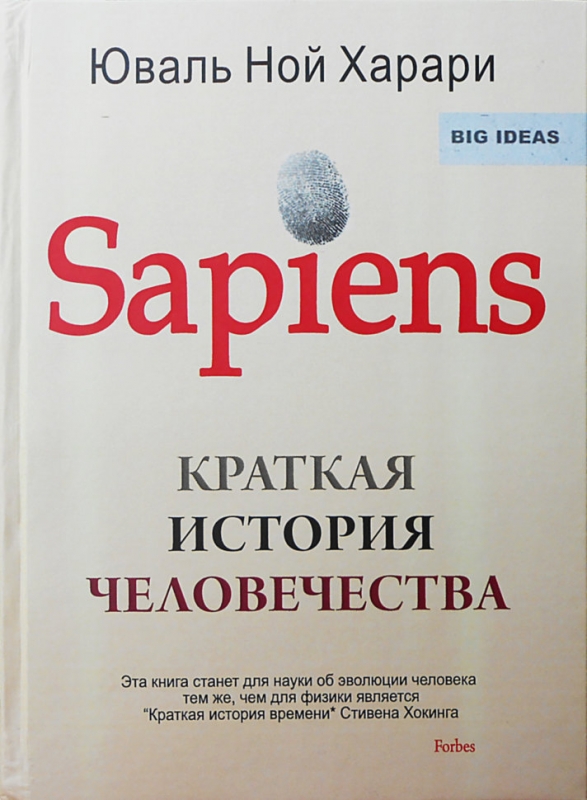 Юваль Ной Харари
BIG IDEAS
Sapiens
КРАТКАЯ
ИСТОРИЯ
ЧЕЛОВЕЧЕСТВА
Эта книга станет для науки об эволюции человека
тем же, чем для физики является
“Краткая история времени* Стивена Хокинга
Forbes